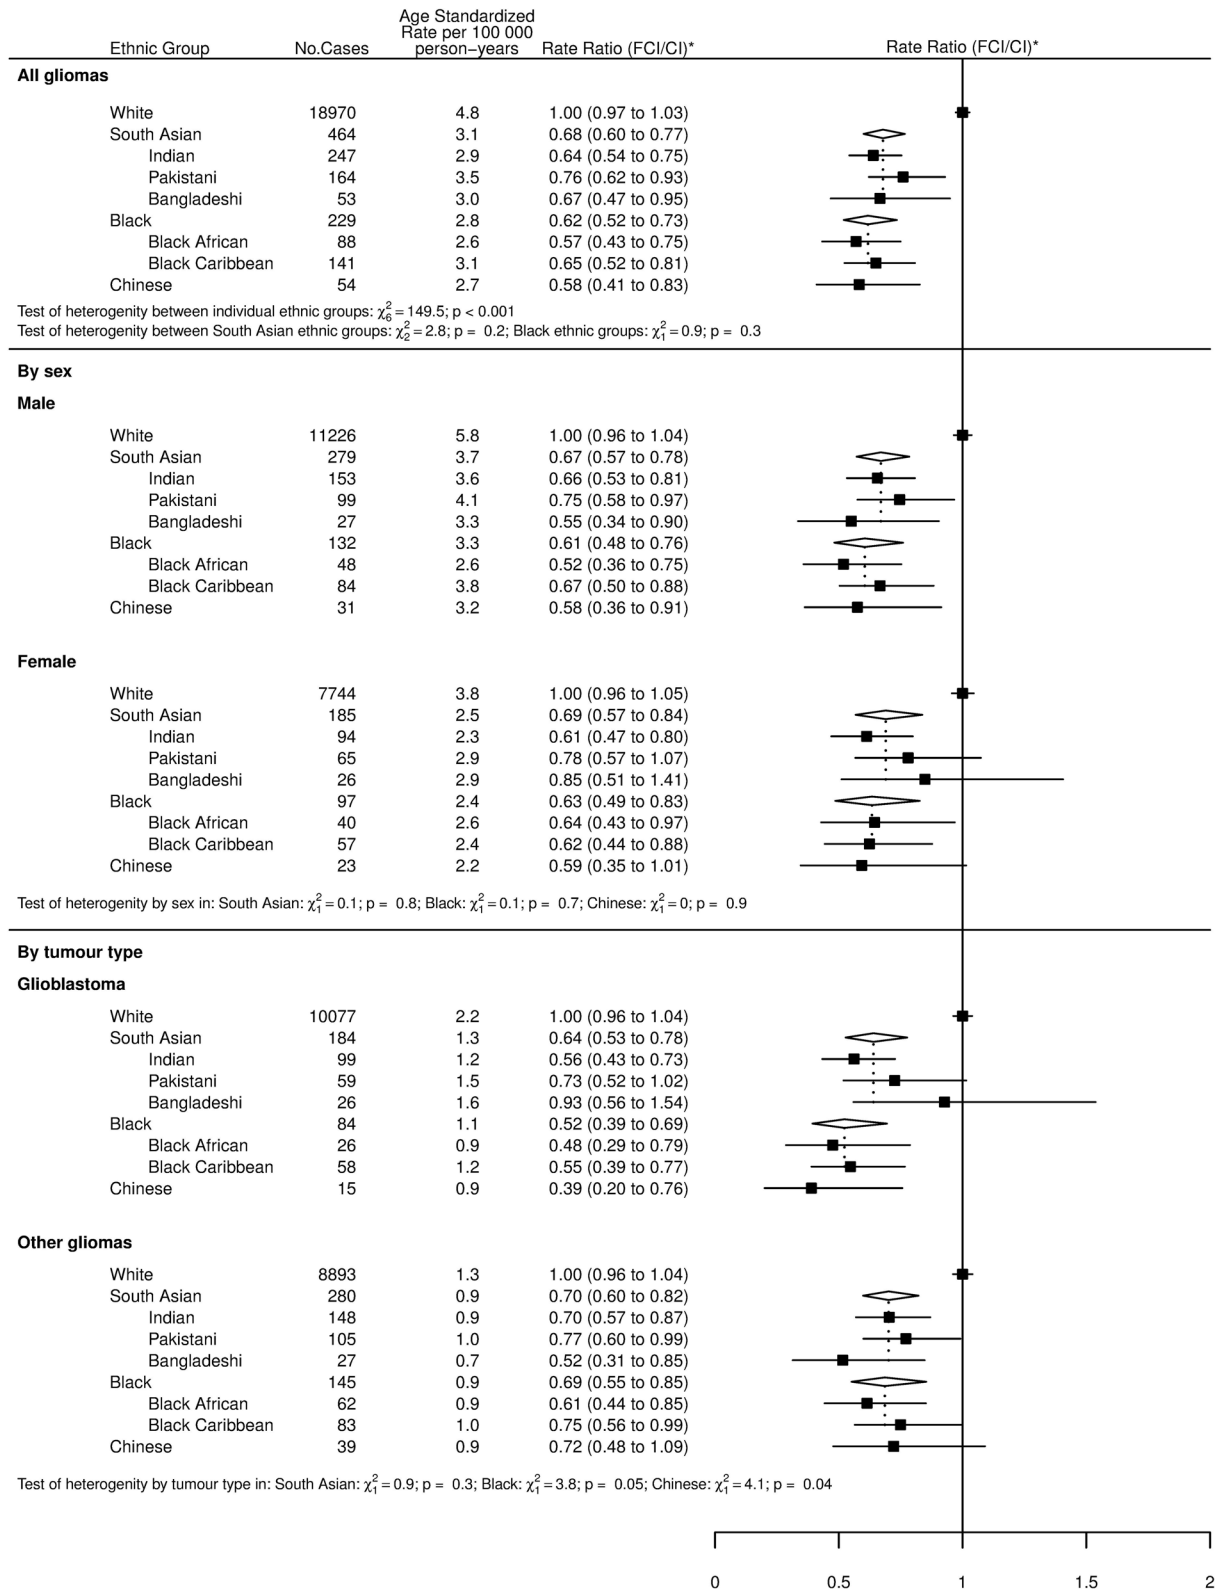 Age Standardized
Rate per 100 000
Ethnic Group No.Cases person−years Rate Ratio (FCI/CI)* Rate Ratio (FCI/CI)*
All gliomas
White 18970 4.8 1.00 (0.97 to 1.03)
South Asian 464 3.1 0.68 (0.60 to 0.77)
Indian 247 2.9 0.64 (0.54 to 0.75)
Pakistani 164 3.5 0.76 (0.62 to 0.93)
Bangladeshi 53 3.0 0.67 (0.47 to 0.95)
Black 229 2.8 0.62 (0.52 to 0.73)
Black African 88 2.6 0.57 (0.43 to 0.75)
Black Caribbean 141 3.1 0.65 (0.52 to 0.81)
Chinese 54 2.7 0.58 (0.41 to 0.83)
Test of heterogenity between individual ethnic groups: χ²₆ = 149.5; p < 0.001
Test of heterogenity between South Asian ethnic groups: χ²₂ = 2.8; p = 0.2; Black ethnic groups: χ²₁ = 0.9; p = 0.3
By sex
Male
White 11226 5.8 1.00 (0.96 to 1.04)
South Asian 279 3.7 0.67 (0.57 to 0.78)
Indian 153 3.6 0.66 (0.53 to 0.81)
Pakistani 99 4.1 0.75 (0.58 to 0.97)
Bangladeshi 27 3.3 0.55 (0.34 to 0.90)
Black 132 3.3 0.61 (0.48 to 0.76)
Black African 48 2.6 0.52 (0.36 to 0.75)
Black Caribbean 84 3.8 0.67 (0.50 to 0.88)
Chinese 31 3.2 0.58 (0.36 to 0.91)
Female
White 7744 3.8 1.00 (0.96 to 1.05)
South Asian 185 2.5 0.69 (0.57 to 0.84)
Indian 94 2.3 0.61 (0.47 to 0.80)
Pakistani 65 2.9 0.78 (0.57 to 1.07)
Bangladeshi 26 2.9 0.85 (0.51 to 1.41)
Black 97 2.4 0.63 (0.49 to 0.83)
Black African 40 2.6 0.64 (0.43 to 0.97)
Black Caribbean 57 2.4 0.62 (0.44 to 0.88)
Chinese 23 2.2 0.59 (0.35 to 1.01)
Test of heterogenity by sex in: South Asian: χ²₁ = 0.1; p = 0.8; Black: χ²₁ = 0.1; p = 0.7; Chinese: χ²₁ = 0; p = 0.9
By tumour type
Glioblastoma
White 10077 2.2 1.00 (0.96 to 1.04)
South Asian 184 1.3 0.64 (0.53 to 0.78)
Indian 99 1.2 0.56 (0.43 to 0.73)
Pakistani 59 1.5 0.73 (0.52 to 1.02)
Bangladeshi 26 1.6 0.93 (0.56 to 1.54)
Black 84 1.1 0.52 (0.39 to 0.69)
Black African 26 0.9 0.48 (0.29 to 0.79)
Black Caribbean 58 1.2 0.55 (0.39 to 0.77)
Chinese 15 0.9 0.39 (0.20 to 0.76)
Other gliomas
White 8893 1.3 1.00 (0.96 to 1.04)
South Asian 280 0.9 0.70 (0.60 to 0.82)
Indian 148 0.9 0.70 (0.57 to 0.87)
Pakistani 105 1.0 0.77 (0.60 to 0.99)
Bangladeshi 27 0.7 0.52 (0.31 to 0.85)
Black 145 0.9 0.69 (0.55 to 0.85)
Black African 62 0.9 0.61 (0.44 to 0.85)
Black Caribbean 83 1.0 0.75 (0.56 to 0.99)
Chinese 39 0.9 0.72 (0.48 to 1.09)
Test of heterogenity by tumour type in: South Asian: χ²₁ = 0.9; p = 0.3; Black: χ²₁ = 3.8; p = 0.05; Chinese: χ²₁ = 4.1; p = 0.04
0 0.5 1 1.5 2